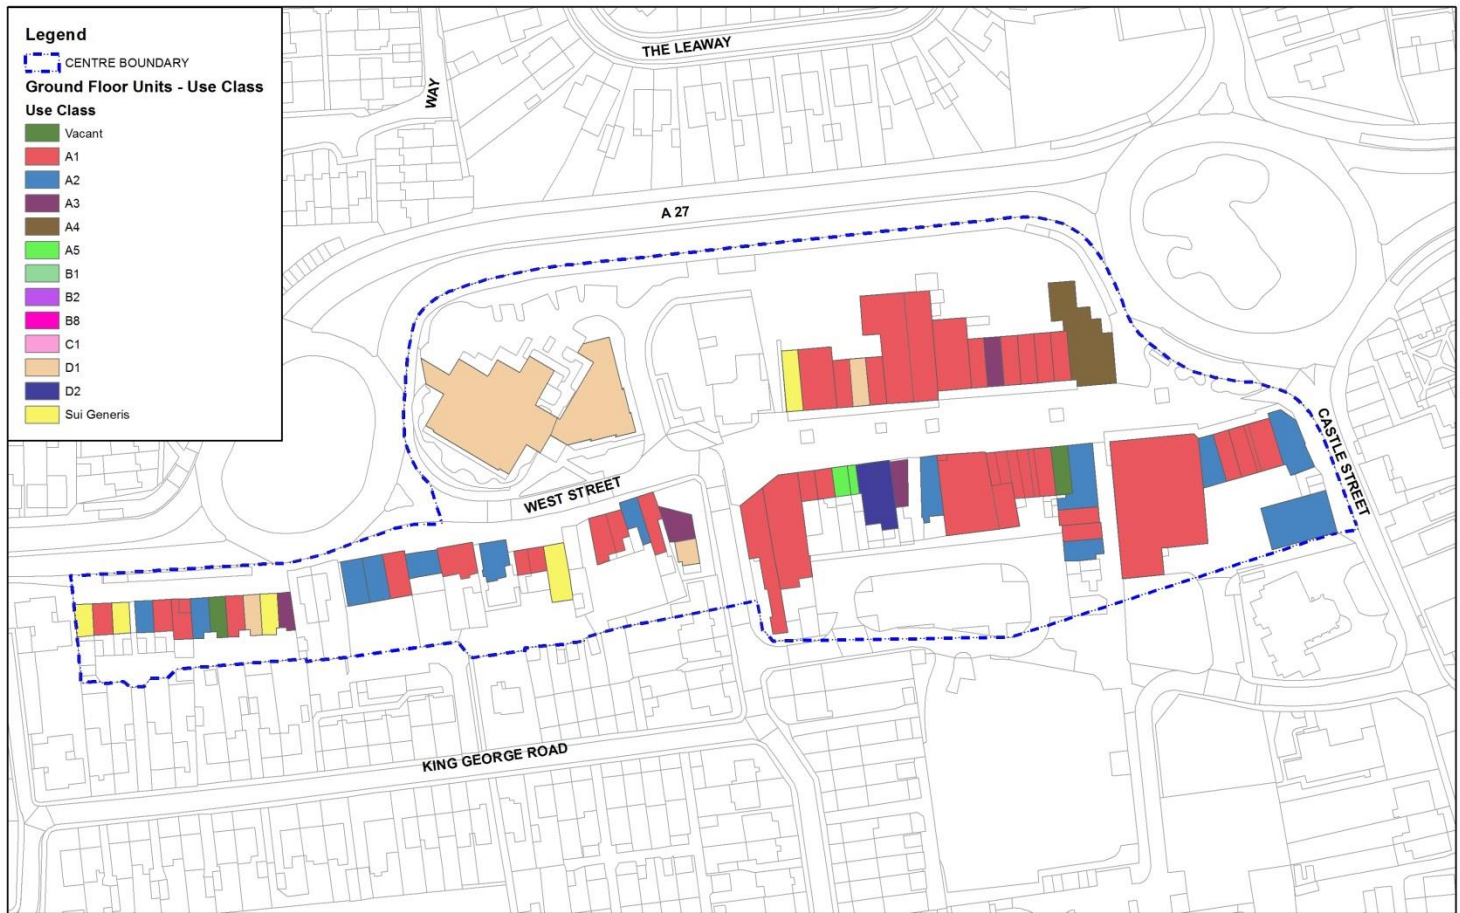 Legend
CENTRE BOUNDARY
Ground Floor Units - Use Class
Use Class
Vacant
A1
A2
A3
A4
A5
B1
B2
B8
C1
D1
D2
Sui Generis
THE LEAWAY
WAY
A 27
CASTLE STREET
WEST STREET
KING GEORGE ROAD